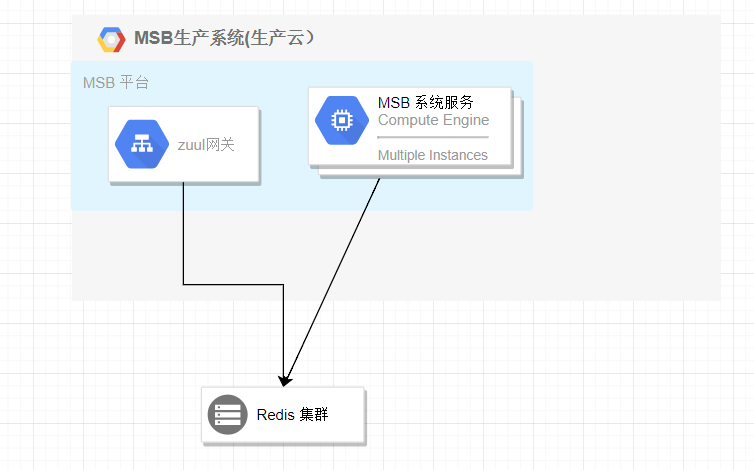 MSB生产系统(生产云）
MSB 平台
zuul网关
MSB 系统服务
Compute Engine
Multiple Instances
Redis 集群